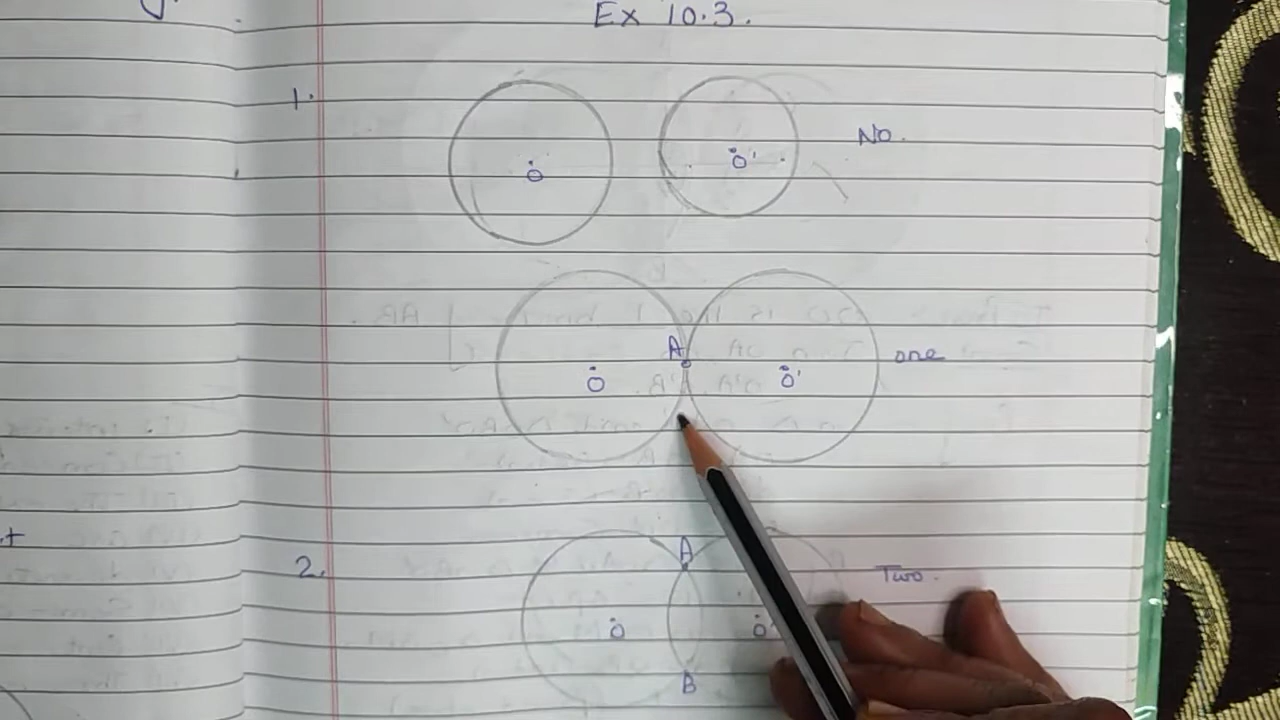 Ex 10.3.
1.
O O' No.
A
O O' one
2. A Two.
O O'
B